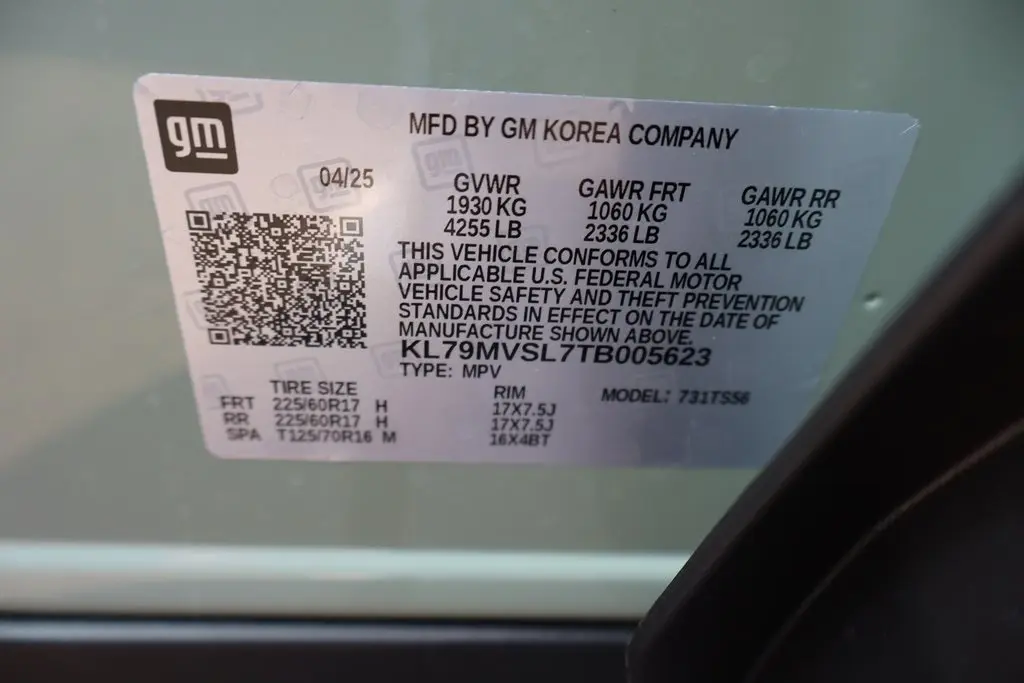 gm
MFD BY GM KOREA COMPANY
04/25
GVWR GAWR FRT GAWR RR
1930 KG 1060 KG 1060 KG
4255 LB 2336 LB 2336 LB
THIS VEHICLE CONFORMS TO ALL
APPLICABLE U.S. FEDERAL MOTOR
VEHICLE SAFETY AND THEFT PREVENTION
STANDARDS IN EFFECT ON THE DATE OF
MANUFACTURE SHOWN ABOVE.
KL79MVSL7TB005623
TYPE: MPV
TIRE SIZE RIM MODEL: 731TS56
FRT 225/60R17 H 17X7.5J
RR 225/60R17 H 17X7.5J
SPA T125/70R16 M 16X4BT